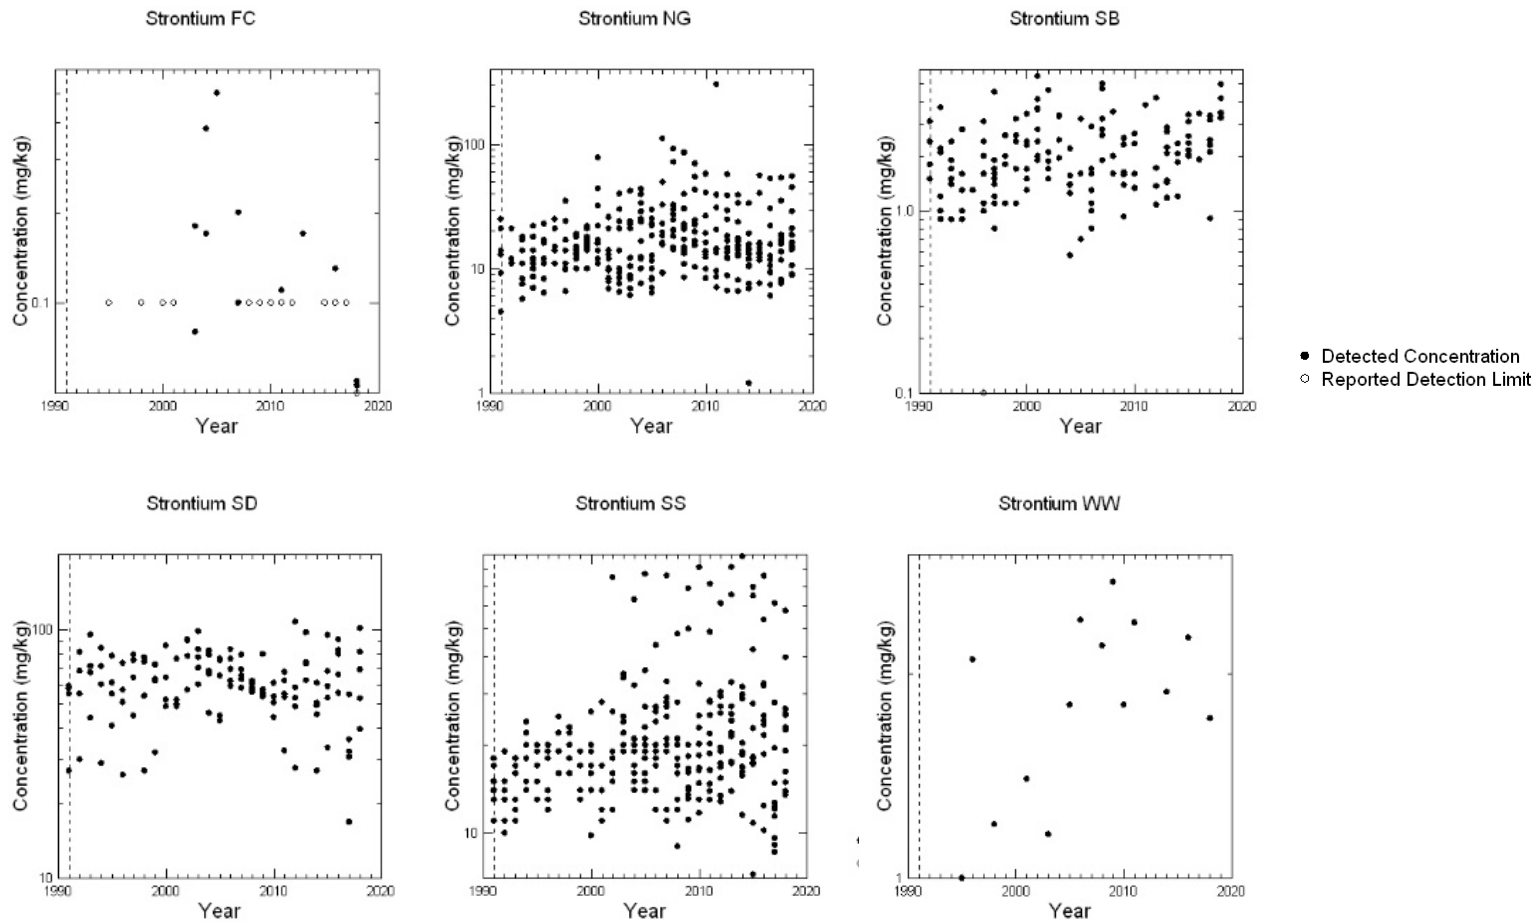 Strontium FC
Strontium NG
Strontium SB
Concentration (mg/kg)
0.1
1990
2000
2010
2020
Year
Concentration (mg/kg)
100
10
1
1990
2000
2010
2020
Year
Concentration (mg/kg)
1.0
0.1
1990
2000
2010
2020
Year
Detected Concentration
Reported Detection Limit
Strontium SD
Strontium SS
Strontium WW
Concentration (mg/kg)
100
10
1990
2000
2010
2020
Year
Concentration (mg/kg)
10
1990
2000
2010
2020
Year
Concentration (mg/kg)
1
1990
2000
2010
2020
Year